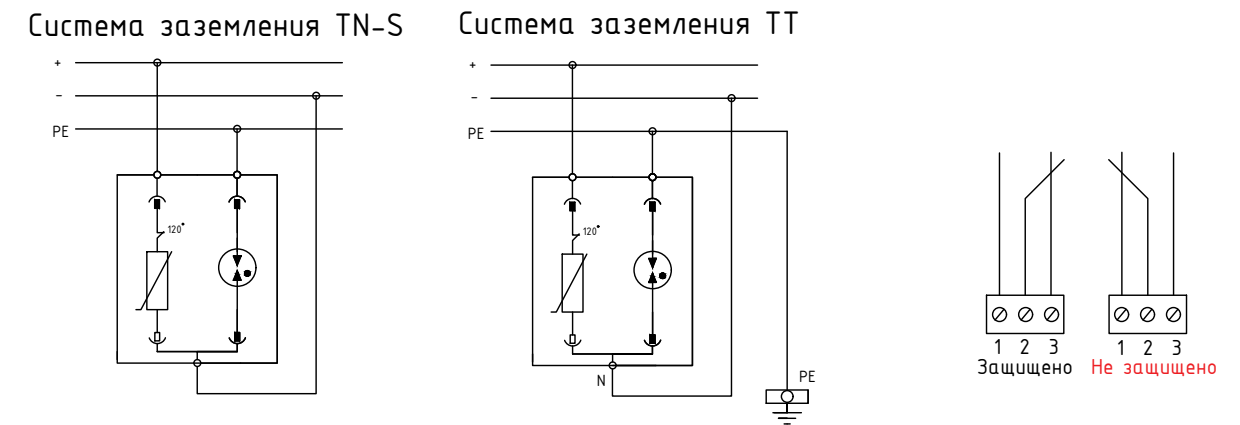 Система заземления TN-S
+
-
PE
120°
Система заземления TT
+
-
PE
120°
N
PE
1 2 3
Защищено
1 2 3
Не защищено